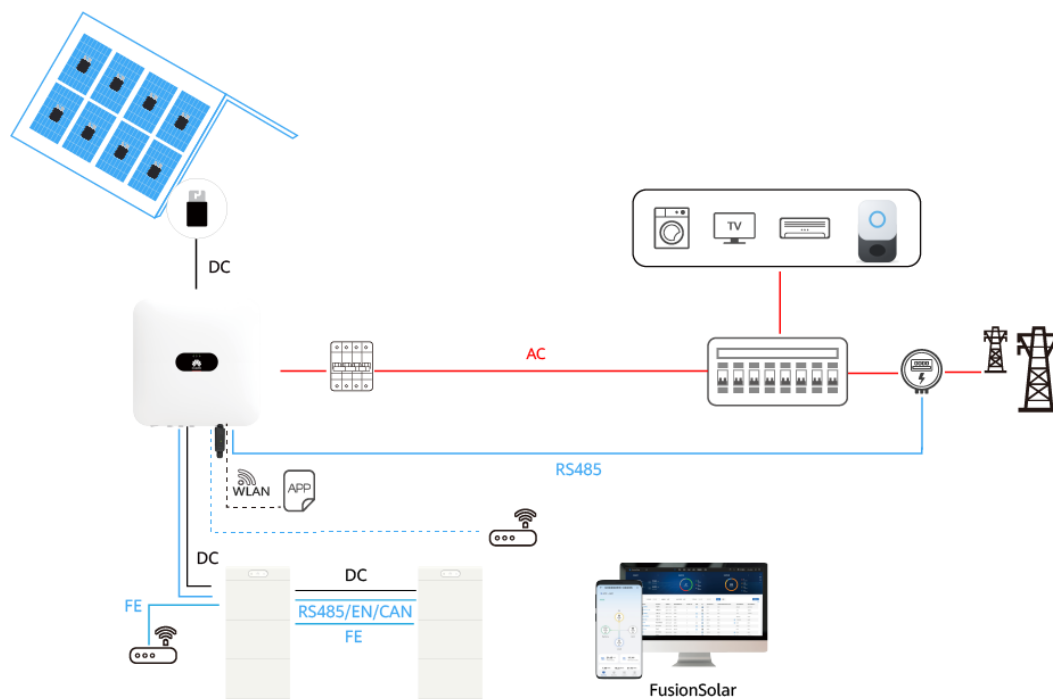 DC
TV
AC
RS485
WLAN
APP
DC
DC
FE
RS485/EN/CAN
FE
FusionSolar